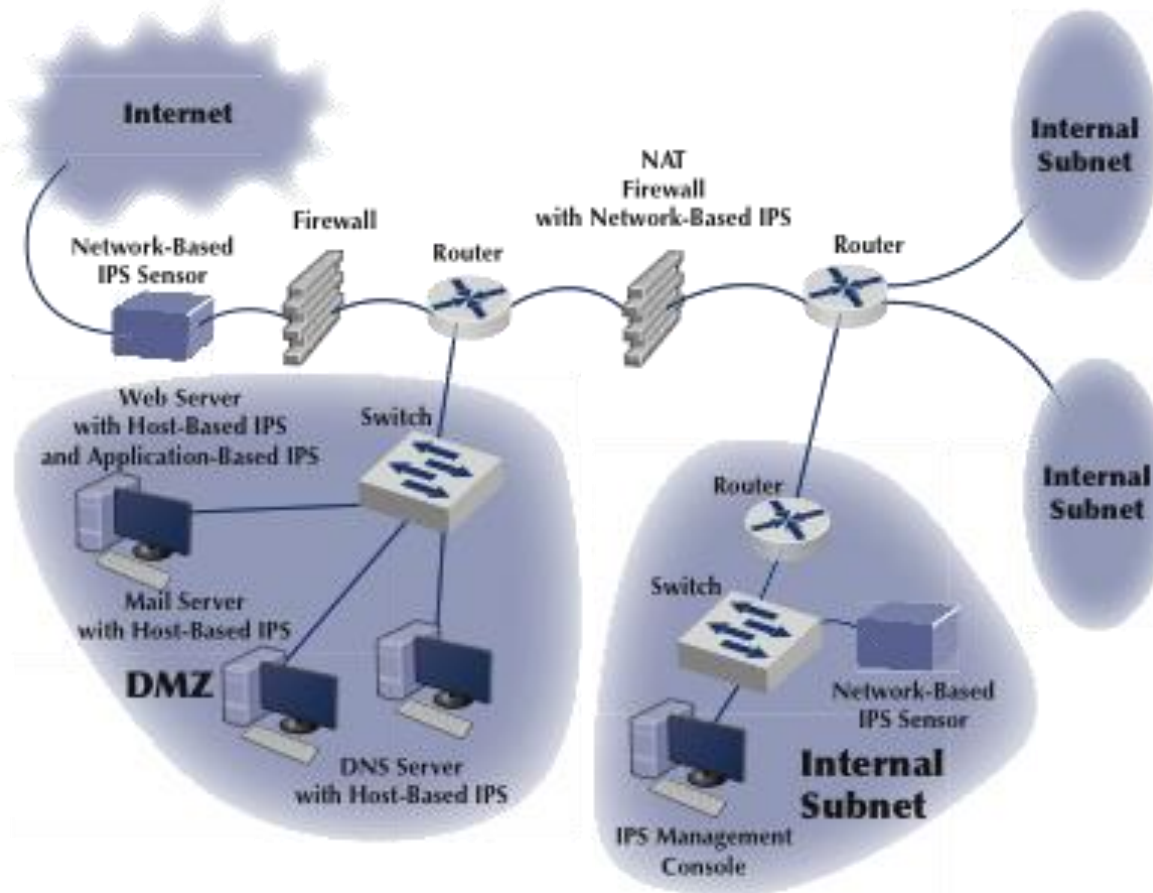 Internet
Internal
Subnet
NAT
Firewall
with Network-Based IPS
Firewall
Network-Based
IPS Sensor
Router
Router
Web Server
with Host-Based IPS
and Application-Based IPS
Switch
Internal
Subnet
Router
Mail Server
with Host-Based IPS
Switch
DMZ
Network-Based
IPS Sensor
DNS Server
with Host-Based IPS
Internal
Subnet
IPS Management
Console